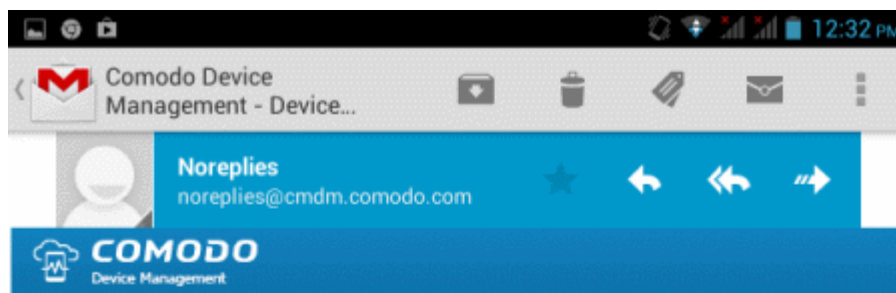 12:32 PM
Comodo Device
Management - Device...
Noreplies
noreplies@cmdm.comodo.com
COMODO
Device Management